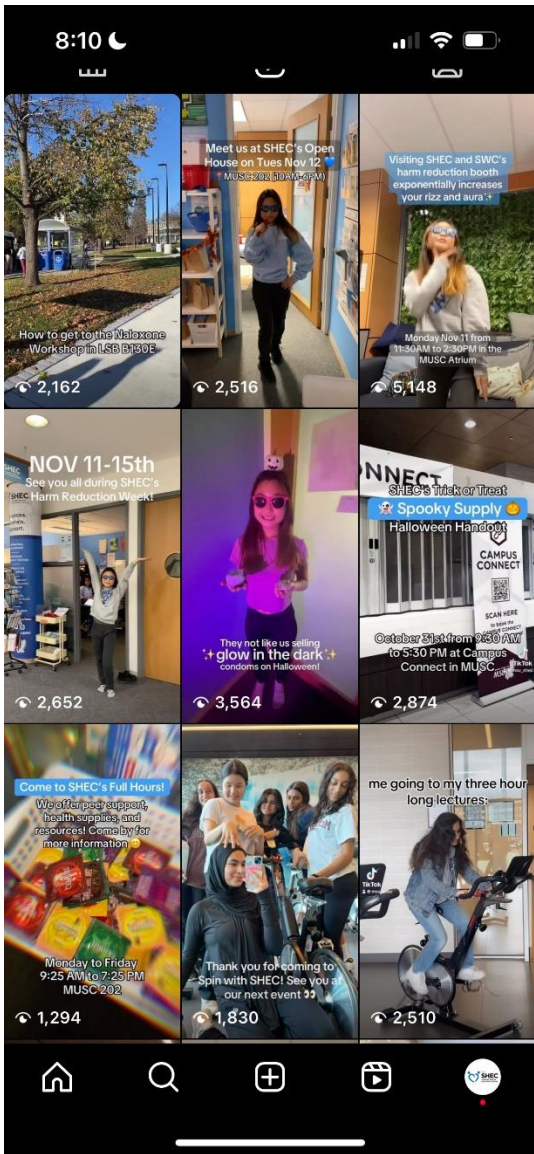 8:10
How to get to the Naloxone
Workshop in LSB B130E
2,162
Meet us at SHEC's Open
House on Tues Nov 12 💙
📍MUSC 202 (10AM-6PM)
2,516
Visiting SHEC and SWC's
harm reduction booth
exponentially increases
your rizz and aura✨
Monday Nov 11 from
11:30AM to 2:30PM in the
MUSC Atrium
5,148
SHEC
NOV 11-15th
See you all during SHEC's
Harm Reduction Week!
2,652
They not like us selling
✨glow in the dark✨
condoms on Halloween!
3,564
CONNECT
SHEC's Trick or Treat
👻 Spooky Supply 🎃
Halloween Handout
CAMPUS
CONNECT
SCAN HERE
October 31st from 9:30 AM
to 5:30 PM at Campus
Connect in MUSC
TikTok
2,874
Come to SHEC's Full Hours!
We offer peer support,
health supplies, and
resources! Come by for
more information 😊
Monday to Friday
9:25 AM to 7:25 PM
MUSC 202
1,294
Thank you for coming to
Spin with SHEC! See you at
our next event 👀
1,830
me going to my three hour
long lectures:
TikTok
2,510
SHEC